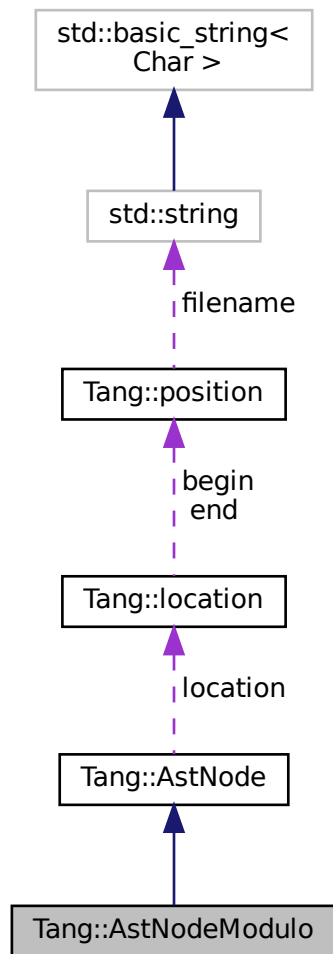 std::basic_string<
Char >
std::string
filename
Tang::position
begin
end
Tang::location
location
Tang::AstNode
Tang::AstNodeModulo